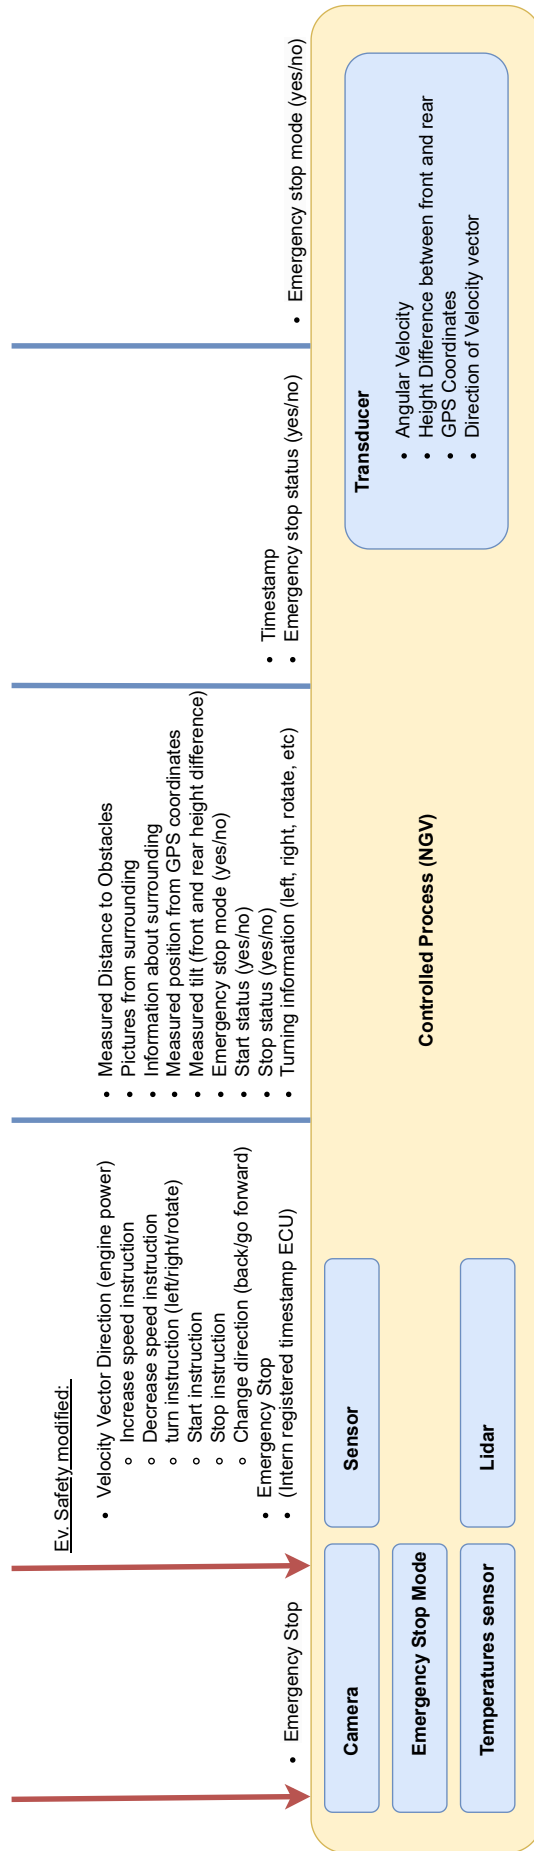 Emergency Stop
Ev. Safety modified:
Velocity Vector Direction (engine power)
Increase speed instruction
Decrease speed instruction
turn instruction (left/right/rotate)
Start instruction
Stop instruction
Change direction (back/go forward)
Emergency Stop
(Intern registered timestamp ECU)
Measured Distance to Obstacles
Pictures from surrounding
Information about surrounding
Measured position from GPS coordinates
Measured tilt (front and rear height difference)
Emergency stop mode (yes/no)
Start status (yes/no)
Stop status (yes/no)
Turning information (left, right, rotate, etc)
Timestamp
Emergency stop status (yes/no)
Emergency stop mode (yes/no)
Camera
Sensor
Emergency Stop Mode
Temperatures sensor
Lidar
Controlled Process (NGV)
Transducer
Angular Velocity
Height Difference between front and rear
GPS Coordinates
Direction of Velocity vector